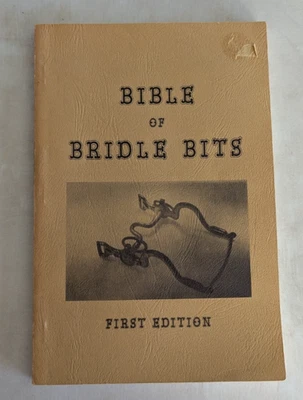 BIBLE
OF
BRIDLE BITS
FIRST EDITION